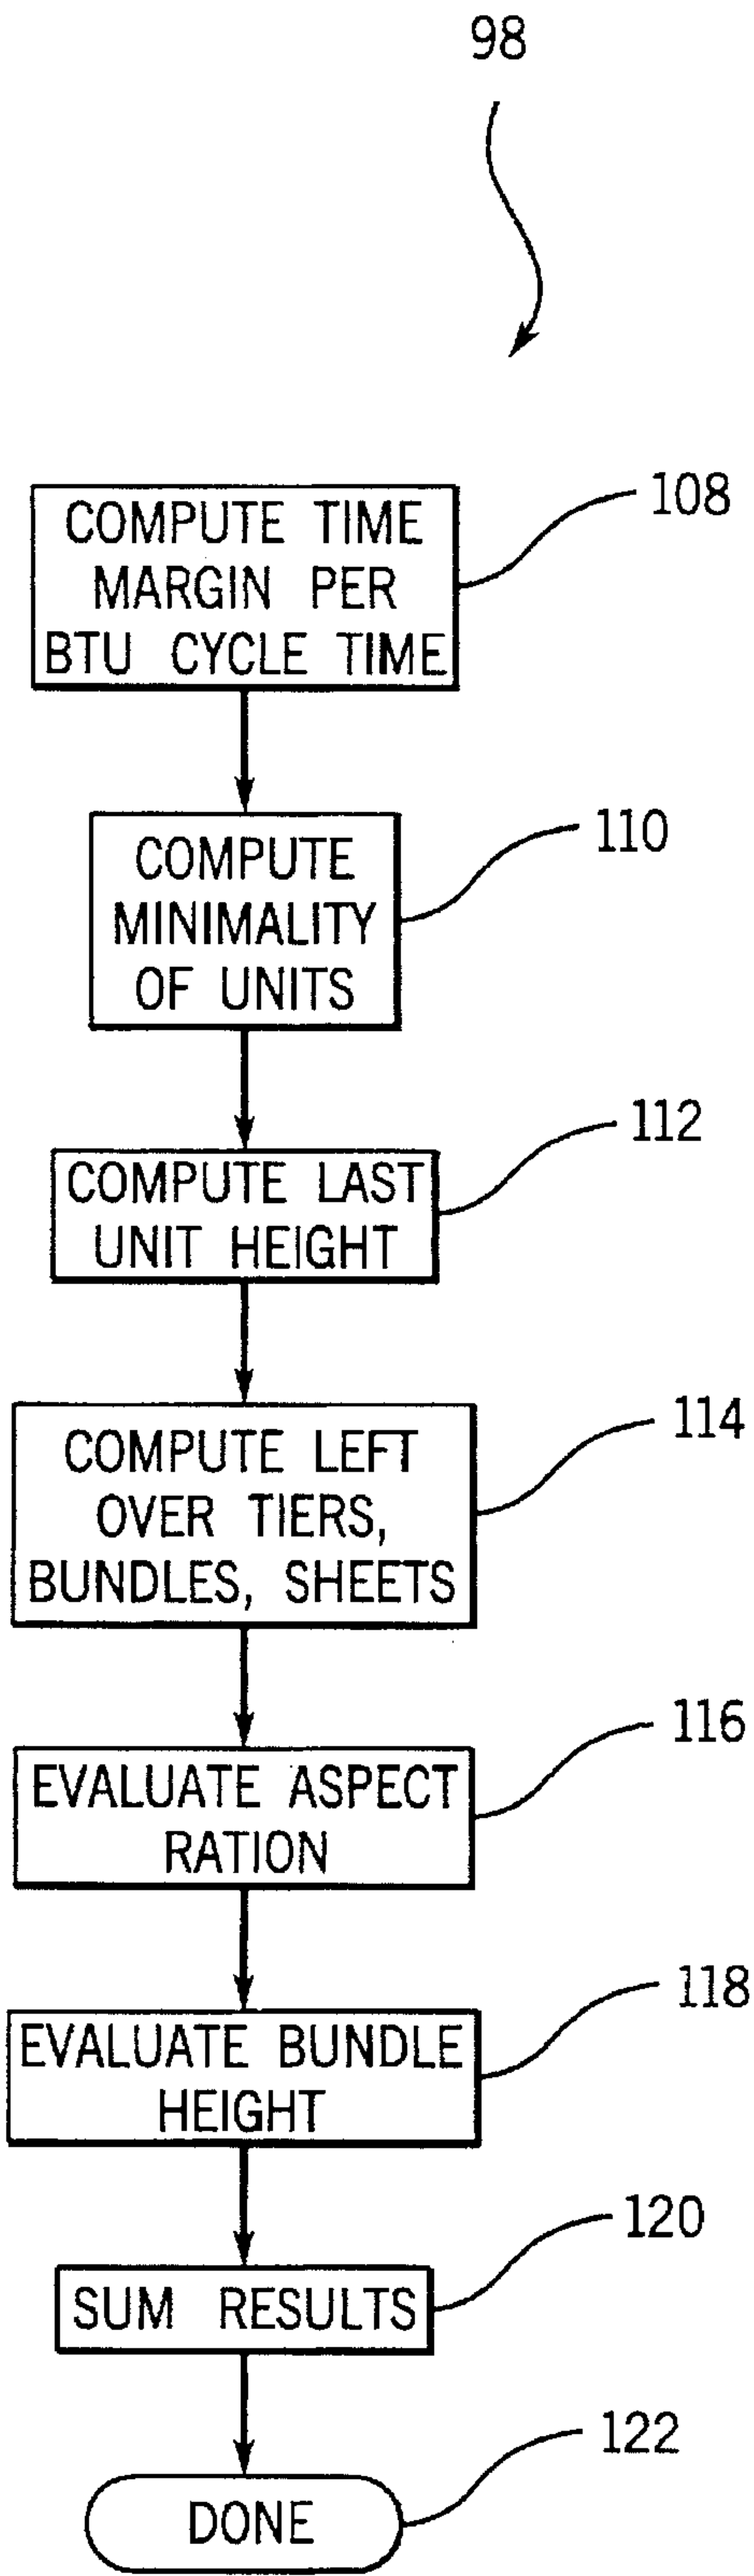 98
COMPUTE TIME
MARGIN PER
BTU CYCLE TIME
108
COMPUTE
MINIMALITY
OF UNITS
110
COMPUTE LAST
UNIT HEIGHT
112
COMPUTE LEFT
OVER TIERS,
BUNDLES, SHEETS
114
EVALUATE ASPECT
RATION
116
EVALUATE BUNDLE
HEIGHT
118
SUM RESULTS
120
DONE
122